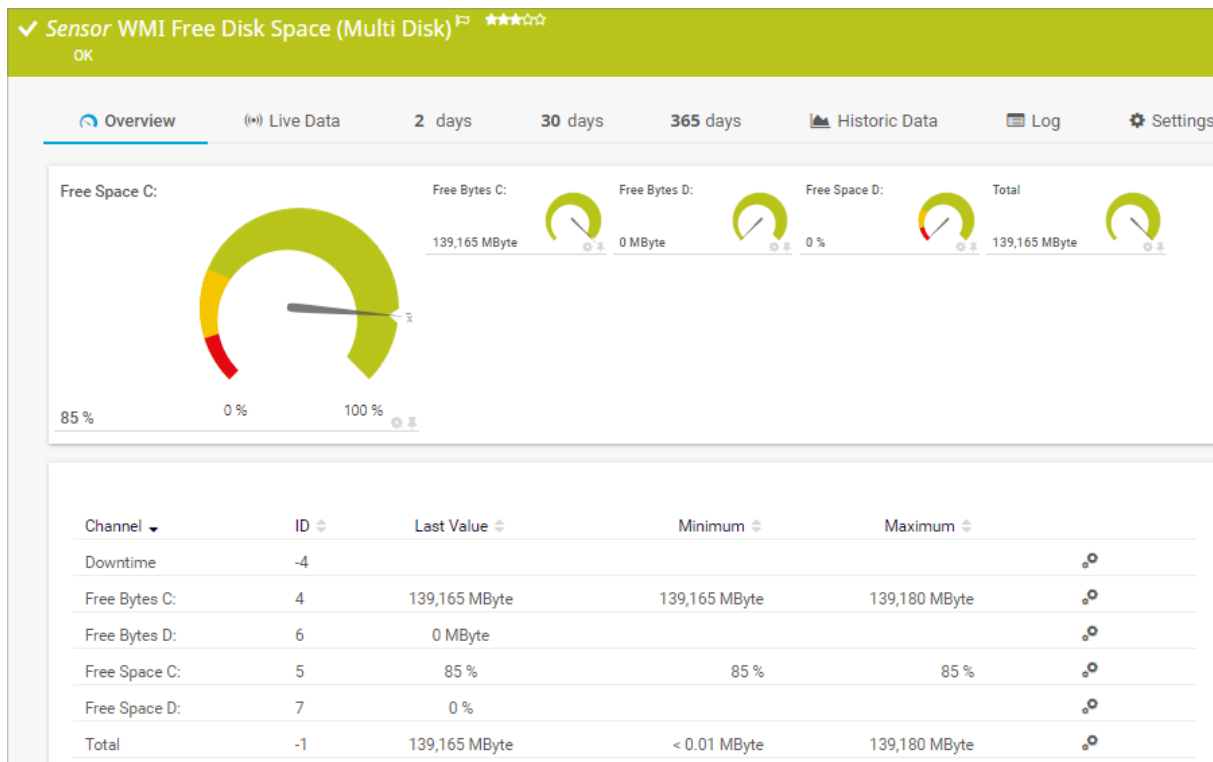 Sensor WMI Free Disk Space (Multi Disk)
OK
Overview Live Data 2 days 30 days 365 days Historic Data Log Settings
Free Space C:
85 %
0 % 100 %
x̄
Free Bytes C:
139,165 MByte
Free Bytes D:
0 MByte
Free Space D:
0 %
Total
139,165 MByte
Channel ID Last Value Minimum Maximum
Downtime -4
Free Bytes C: 4 139,165 MByte 139,165 MByte 139,180 MByte
Free Bytes D: 6 0 MByte
Free Space C: 5 85 % 85 % 85 %
Free Space D: 7 0 %
Total -1 139,165 MByte < 0.01 MByte 139,180 MByte